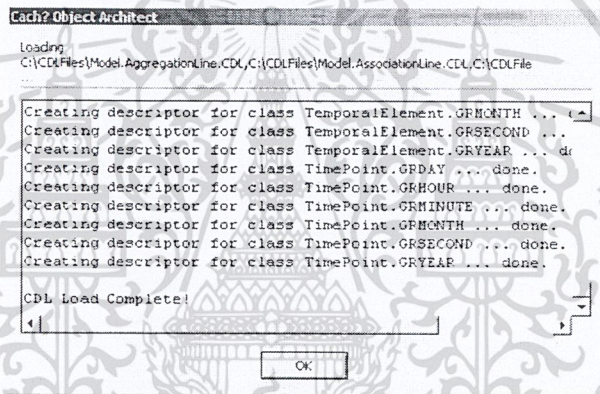 Cach? Object Architect
Loading
C:\CDLFiles\Model.AggregationLine.CDL,C:\CDLFiles\Model.AssociationLine.CDL,C:\CDLFile
...
Creating descriptor for class TemporalElement.GRMONTH ...
Creating descriptor for class TemporalElement.GRSECOND ...
Creating descriptor for class TemporalElement.GRYEAR ... do
Creating descriptor for class TimePoint.GRDAY ... done.
Creating descriptor for class TimePoint.GRHOUR ... done.
Creating descriptor for class TimePoint.GRMINUTE ... done.
Creating descriptor for class TimePoint.GRMONTH ... done.
Creating descriptor for class TimePoint.GRSECOND ... done.
Creating descriptor for class TimePoint.GRYEAR ... done.
CDL Load Complete!
OK